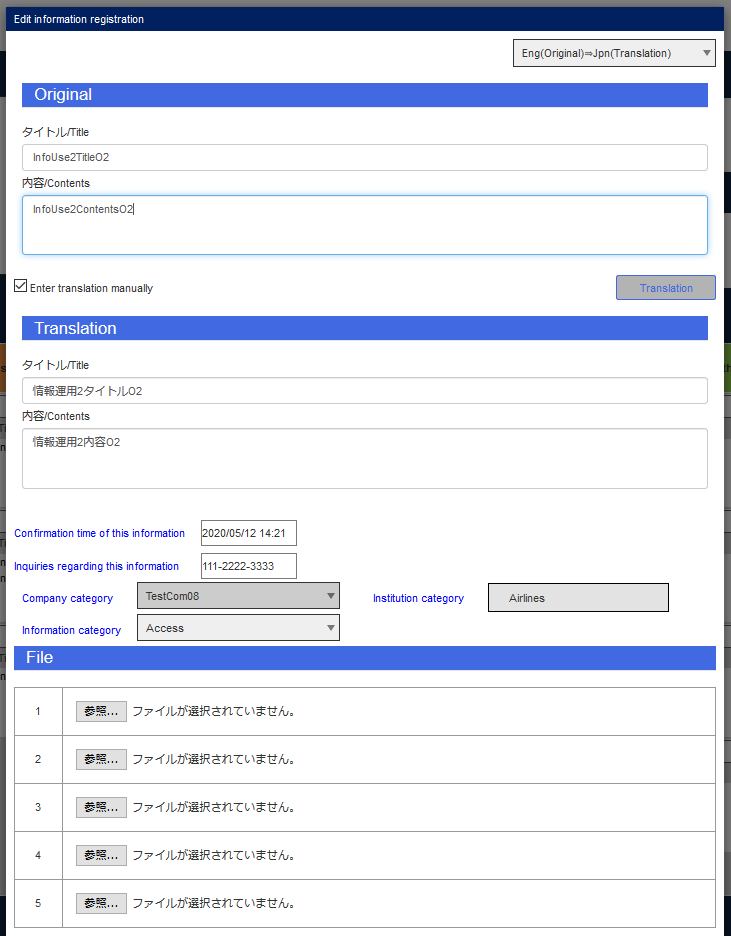 Edit information registration
Eng(Original)⇒Jpn(Translation)
Original
タイトル/Title
InfoUse2TitleO2
内容/Contents
InfoUse2ContentsO2
Enter translation manually
Translation
Translation
タイトル/Title
情報運用2タイトルO2
内容/Contents
情報運用2内容O2
Confirmation time of this information
2020/05/12 14:21
Inquiries regarding this information
111-2222-3333
Company category
TestCom08
Institution category
Airlines
Information category
Access
File
1 参照... ファイルが選択されていません。
2 参照... ファイルが選択されていません。
3 参照... ファイルが選択されていません。
4 参照... ファイルが選択されていません。
5 参照... ファイルが選択されていません。